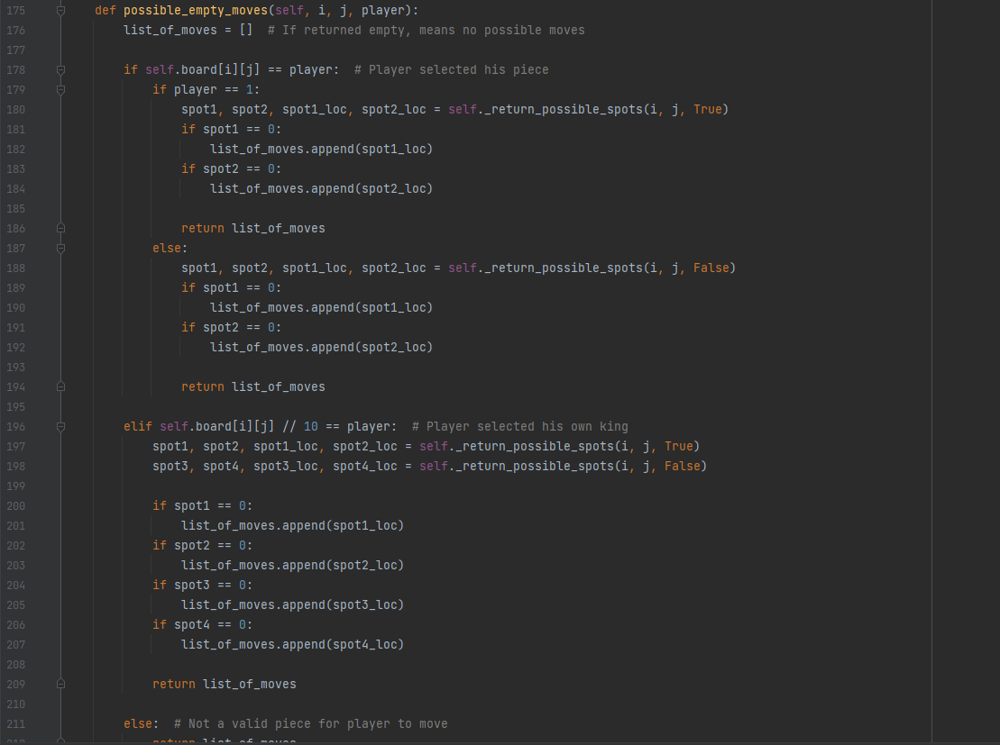 175 def possible_empty_moves(self, i, j, player):
176 list_of_moves = []  # If returned empty, means no possible moves
177
178 if self.board[i][j] == player:  # Player selected his piece
179 if player == 1:
180 spot1, spot2, spot1_loc, spot2_loc = self._return_possible_spots(i, j, True)
181 if spot1 == 0:
182 list_of_moves.append(spot1_loc)
183 if spot2 == 0:
184 list_of_moves.append(spot2_loc)
185
186 return list_of_moves
187 else:
188 spot1, spot2, spot1_loc, spot2_loc = self._return_possible_spots(i, j, False)
189 if spot1 == 0:
190 list_of_moves.append(spot1_loc)
191 if spot2 == 0:
192 list_of_moves.append(spot2_loc)
193
194 return list_of_moves
195
196 elif self.board[i][j] // 10 == player:  # Player selected his own king
197 spot1, spot2, spot1_loc, spot2_loc = self._return_possible_spots(i, j, True)
198 spot3, spot4, spot3_loc, spot4_loc = self._return_possible_spots(i, j, False)
199
200 if spot1 == 0:
201 list_of_moves.append(spot1_loc)
202 if spot2 == 0:
203 list_of_moves.append(spot2_loc)
204 if spot3 == 0:
205 list_of_moves.append(spot3_loc)
206 if spot4 == 0:
207 list_of_moves.append(spot4_loc)
208
209 return list_of_moves
210
211 else:  # Not a valid piece for player to move
212 return list_of_moves